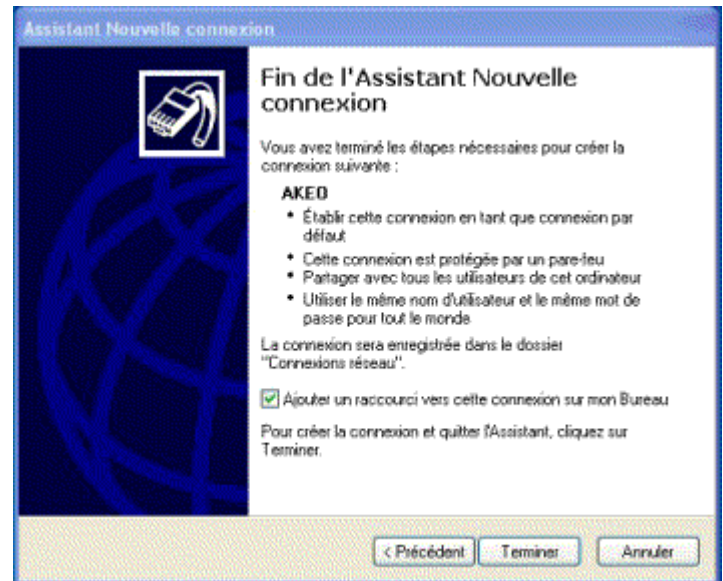 Assistant Nouvelle connexion
Fin de l'Assistant Nouvelle
connexion
Vous avez terminé les étapes nécessaires pour créer la
connexion suivante :
AKEO
• Établir cette connexion en tant que connexion par
défaut
• Cette connexion est protégée par un pare-feu
• Partager avec tous les utilisateurs de cet ordinateur
• Utiliser le même nom d'utilisateur et le même mot de
passe pour tout le monde
La connexion sera enregistrée dans le dossier
"Connexions réseau".
Ajouter un raccourci vers cette connexion sur mon Bureau
Pour créer la connexion et quitter l'Assistant, cliquez sur
Terminer.
< Précédent Terminer Annuler